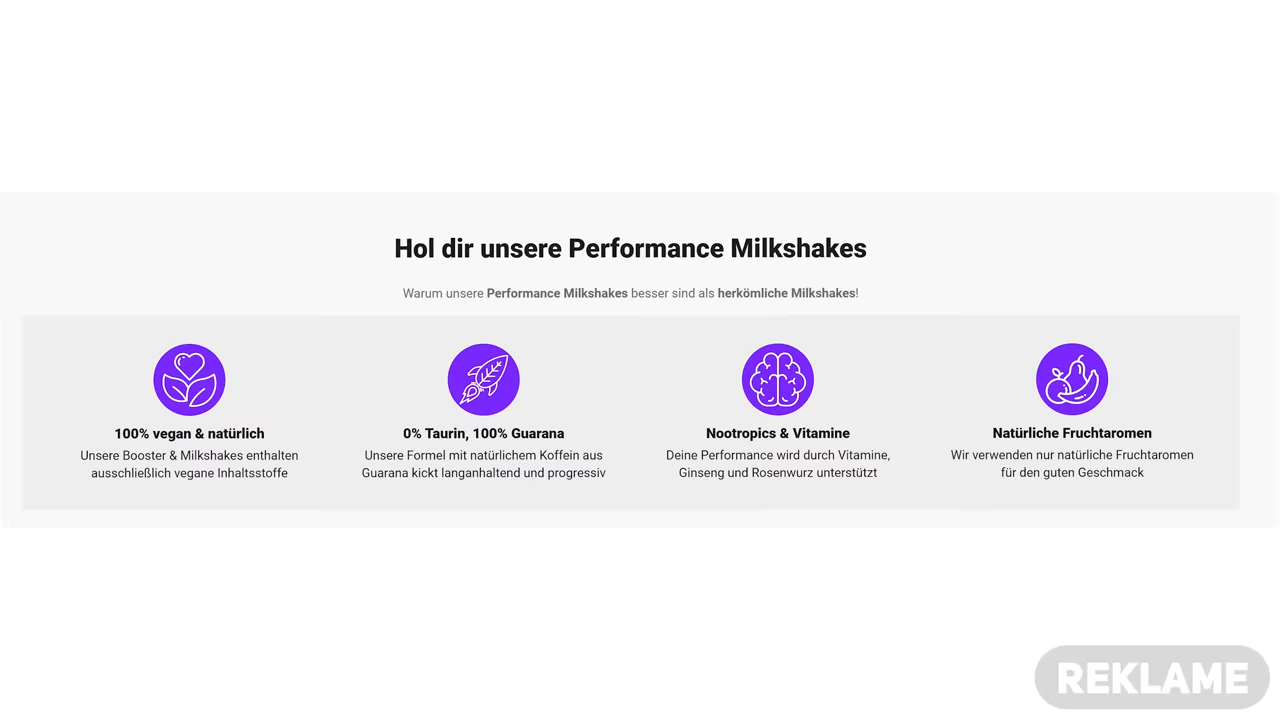 Hol dir unsere Performance Milkshakes
Warum unsere Performance Milkshakes besser sind als herkömliche Milkshakes!
100% vegan & natürlich
Unsere Booster & Milkshakes enthalten
ausschließlich vegane Inhaltsstoffe
0% Taurin, 100% Guarana
Unsere Formel mit natürlichem Koffein aus
Guarana kickt langanhaltend und progressiv
Nootropics & Vitamine
Deine Performance wird durch Vitamine,
Ginseng und Rosenwurz unterstützt
Natürliche Fruchtaromen
Wir verwenden nur natürliche Fruchtaromen
für den guten Geschmack
REKLAME